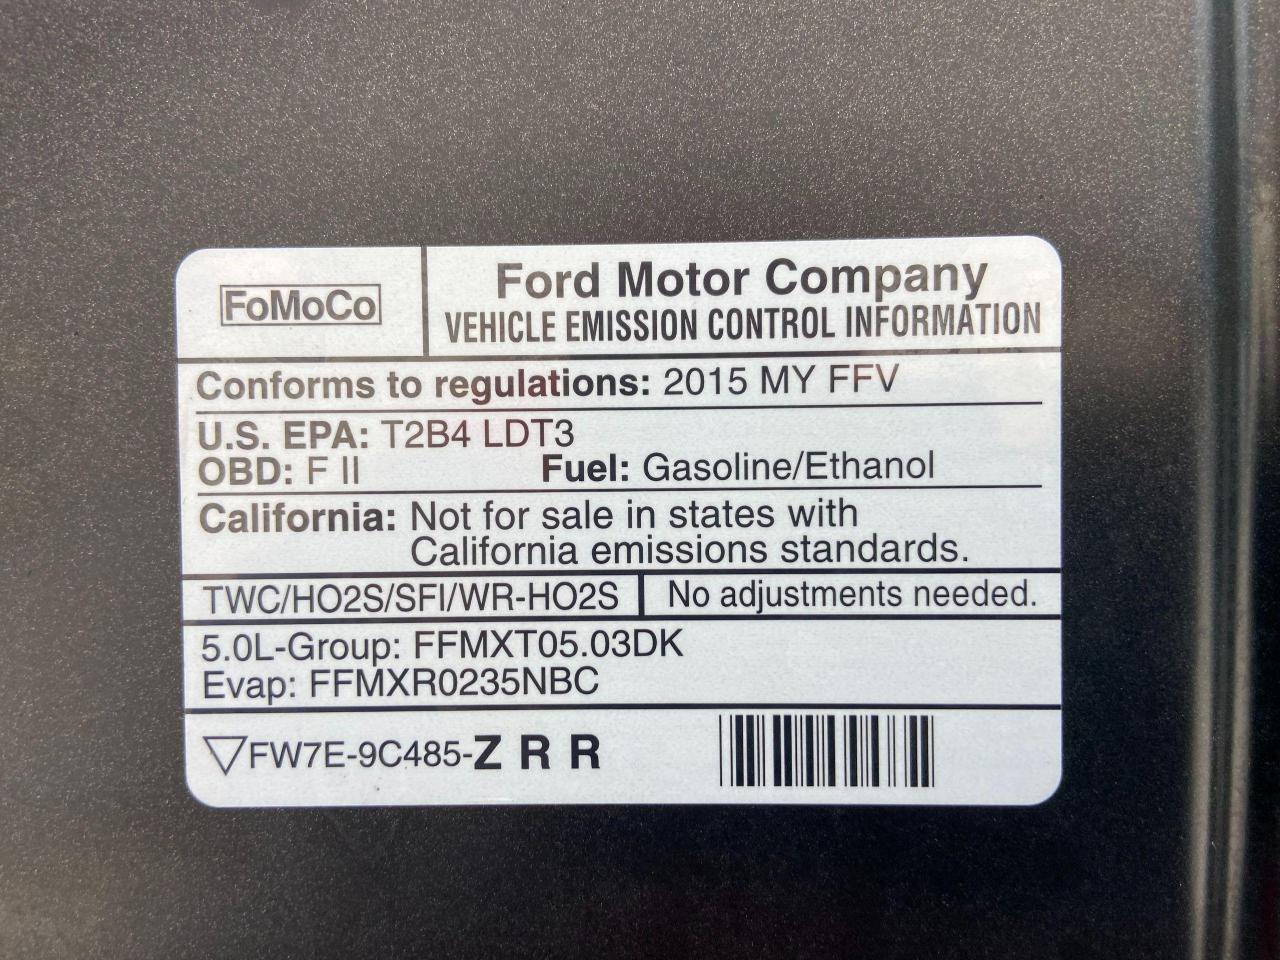 FoMoCo
Ford Motor Company
VEHICLE EMISSION CONTROL INFORMATION
Conforms to regulations: 2015 MY FFV
U.S. EPA: T2B4 LDT3
OBD: F II Fuel: Gasoline/Ethanol
California: Not for sale in states with
California emissions standards.
TWC/HO2S/SFI/WR-HO2S No adjustments needed.
5.0L-Group: FFMXT05.03DK
Evap: FFMXR0235NBC
▽FW7E-9C485-Z R R